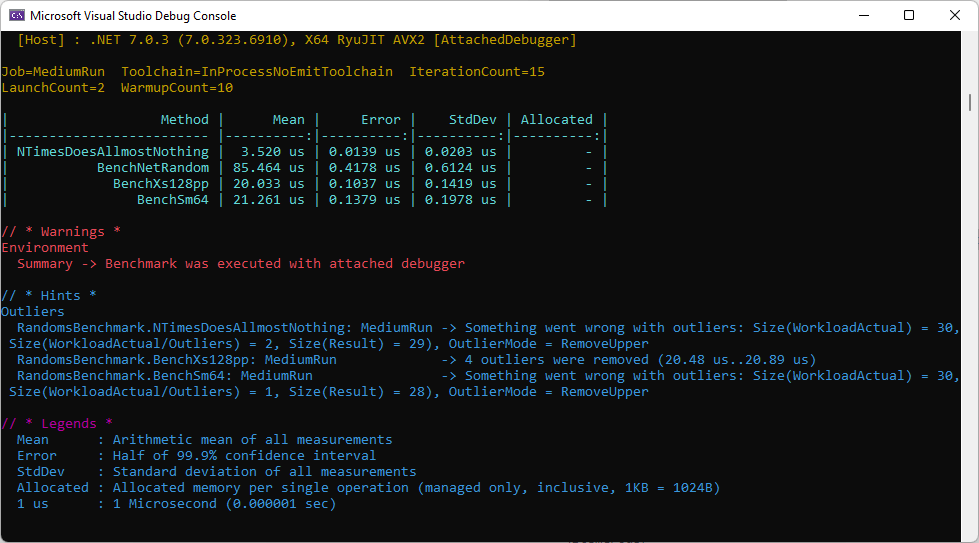 Microsoft Visual Studio Debug Console
[Host] : .NET 7.0.3 (7.0.323.6910), X64 RyuJIT AVX2 [AttachedDebugger]
Job=MediumRun  Toolchain=InProcessNoEmitToolchain  IterationCount=15
LaunchCount=2  WarmupCount=10
|                   Method |      Mean |     Error |    StdDev | Allocated |
|------------------------- |----------:|----------:|----------:|----------:|
| NTimesDoesAllmostNothing |  3.520 us | 0.0139 us | 0.0203 us |         - |
|           BenchNetRandom | 85.464 us | 0.4178 us | 0.6124 us |         - |
|             BenchXs128pp | 20.033 us | 0.1037 us | 0.1419 us |         - |
|                BenchSm64 | 21.261 us | 0.1379 us | 0.1978 us |         - |
// * Warnings *
Environment
  Summary -> Benchmark was executed with attached debugger
// * Hints *
Outliers
  RandomsBenchmark.NTimesDoesAllmostNothing: MediumRun -> Something went wrong with outliers: Size(WorkloadActual) = 30,
 Size(WorkloadActual/Outliers) = 2, Size(Result) = 29), OutlierMode = RemoveUpper
  RandomsBenchmark.BenchXs128pp: MediumRun             -> 4 outliers were removed (20.48 us..20.89 us)
  RandomsBenchmark.BenchSm64: MediumRun                -> Something went wrong with outliers: Size(WorkloadActual) = 30,
 Size(WorkloadActual/Outliers) = 1, Size(Result) = 28), OutlierMode = RemoveUpper
// * Legends *
  Mean      : Arithmetic mean of all measurements
  Error     : Half of 99.9% confidence interval
  StdDev    : Standard deviation of all measurements
  Allocated : Allocated memory per single operation (managed only, inclusive, 1KB = 1024B)
  1 us      : 1 Microsecond (0.000001 sec)